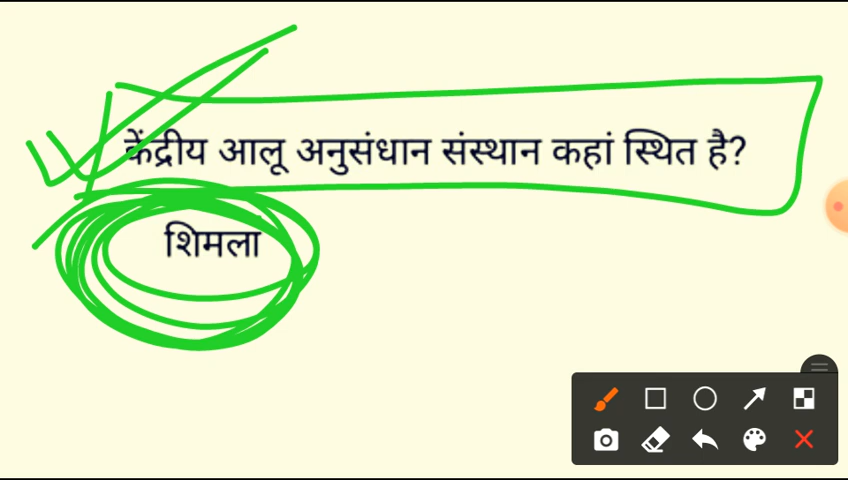 केंद्रीय आलू अनुसंधान संस्थान कहां स्थित है?
शिमला